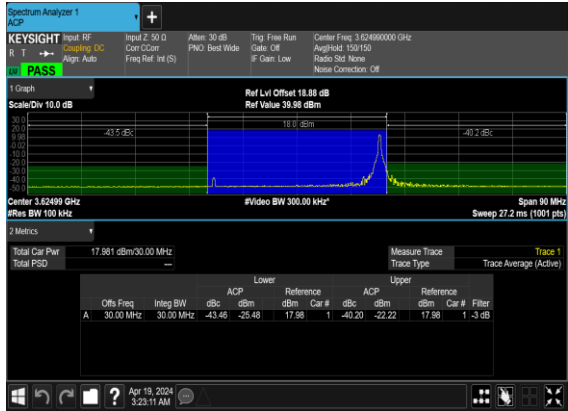 Spectrum Analyzer 1
ACP
KEYSIGHT Input: RF Input Z: 50 Ω Atten: 30 dB Trig: Free Run Center Freq: 3.624990000 GHz
R T Coupling: DC Corr CCorr PNO: Best Wide Gate: Off Avg|Hold: 150/150
Align: Auto Freq Ref: Int (S) IF Gain: Low Radio Std: None
LU PASS Noise Correction: Off
1 Graph
Ref Lvl Offset 18.88 dB
Scale/Div 10.0 dB Ref Value 39.98 dBm
30.0
20.0
9.98
-0.02
-10.0
-20.0
-30.0
-40.0
-50.0
-43.5 dBc 18.0 dBm -40.2 dBc
Center 3.62499 GHz #Video BW 300.00 kHz* Span 90 MHz
#Res BW 100 kHz Sweep 27.2 ms (1001 pts)
2 Metrics
Total Car Pwr 17.981 dBm/30.00 MHz Measure Trace Trace 1
Total PSD --- Trace Type Trace Average (Active)
Lower Upper
ACP Reference ACP Reference
Offs Freq Integ BW dBc dBm dBm Car # dBc dBm dBm Car # Filter
A 30.00 MHz 30.00 MHz -43.46 -25.48 17.98 1 -40.20 -22.22 17.98 1 -3 dB
Apr 19, 2024
3:23:11 AM